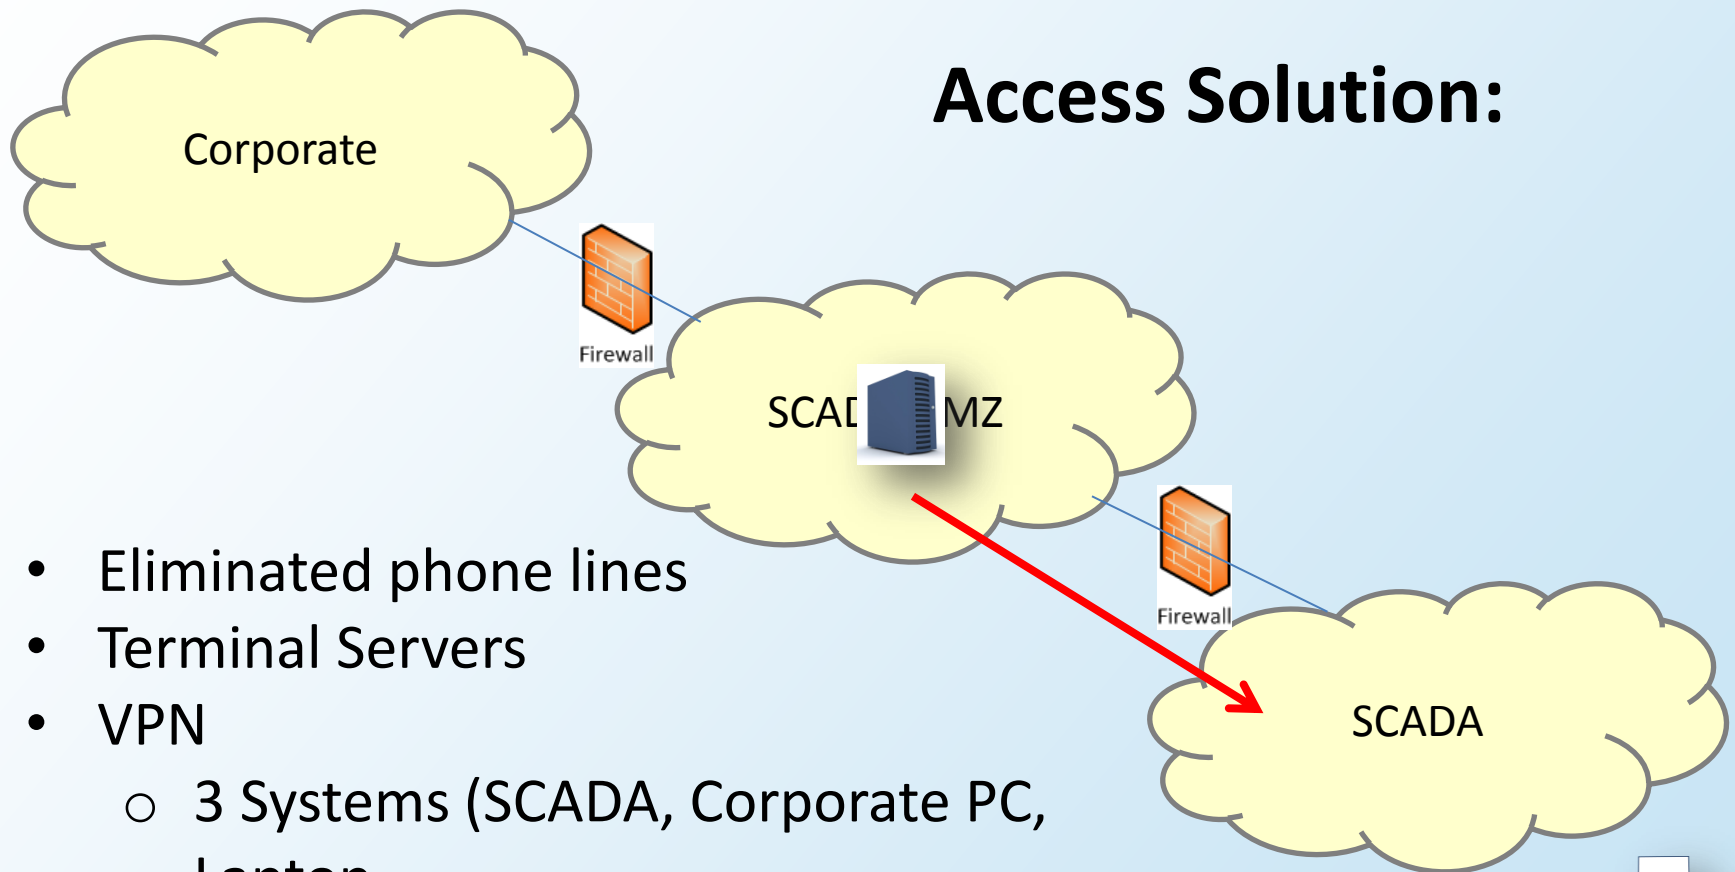 Access Solution:
Corporate
Firewall
SCAD MZ
Firewall
SCADA
• Eliminated phone lines
• Terminal Servers
• VPN
○ 3 Systems (SCADA, Corporate PC,
Laptop